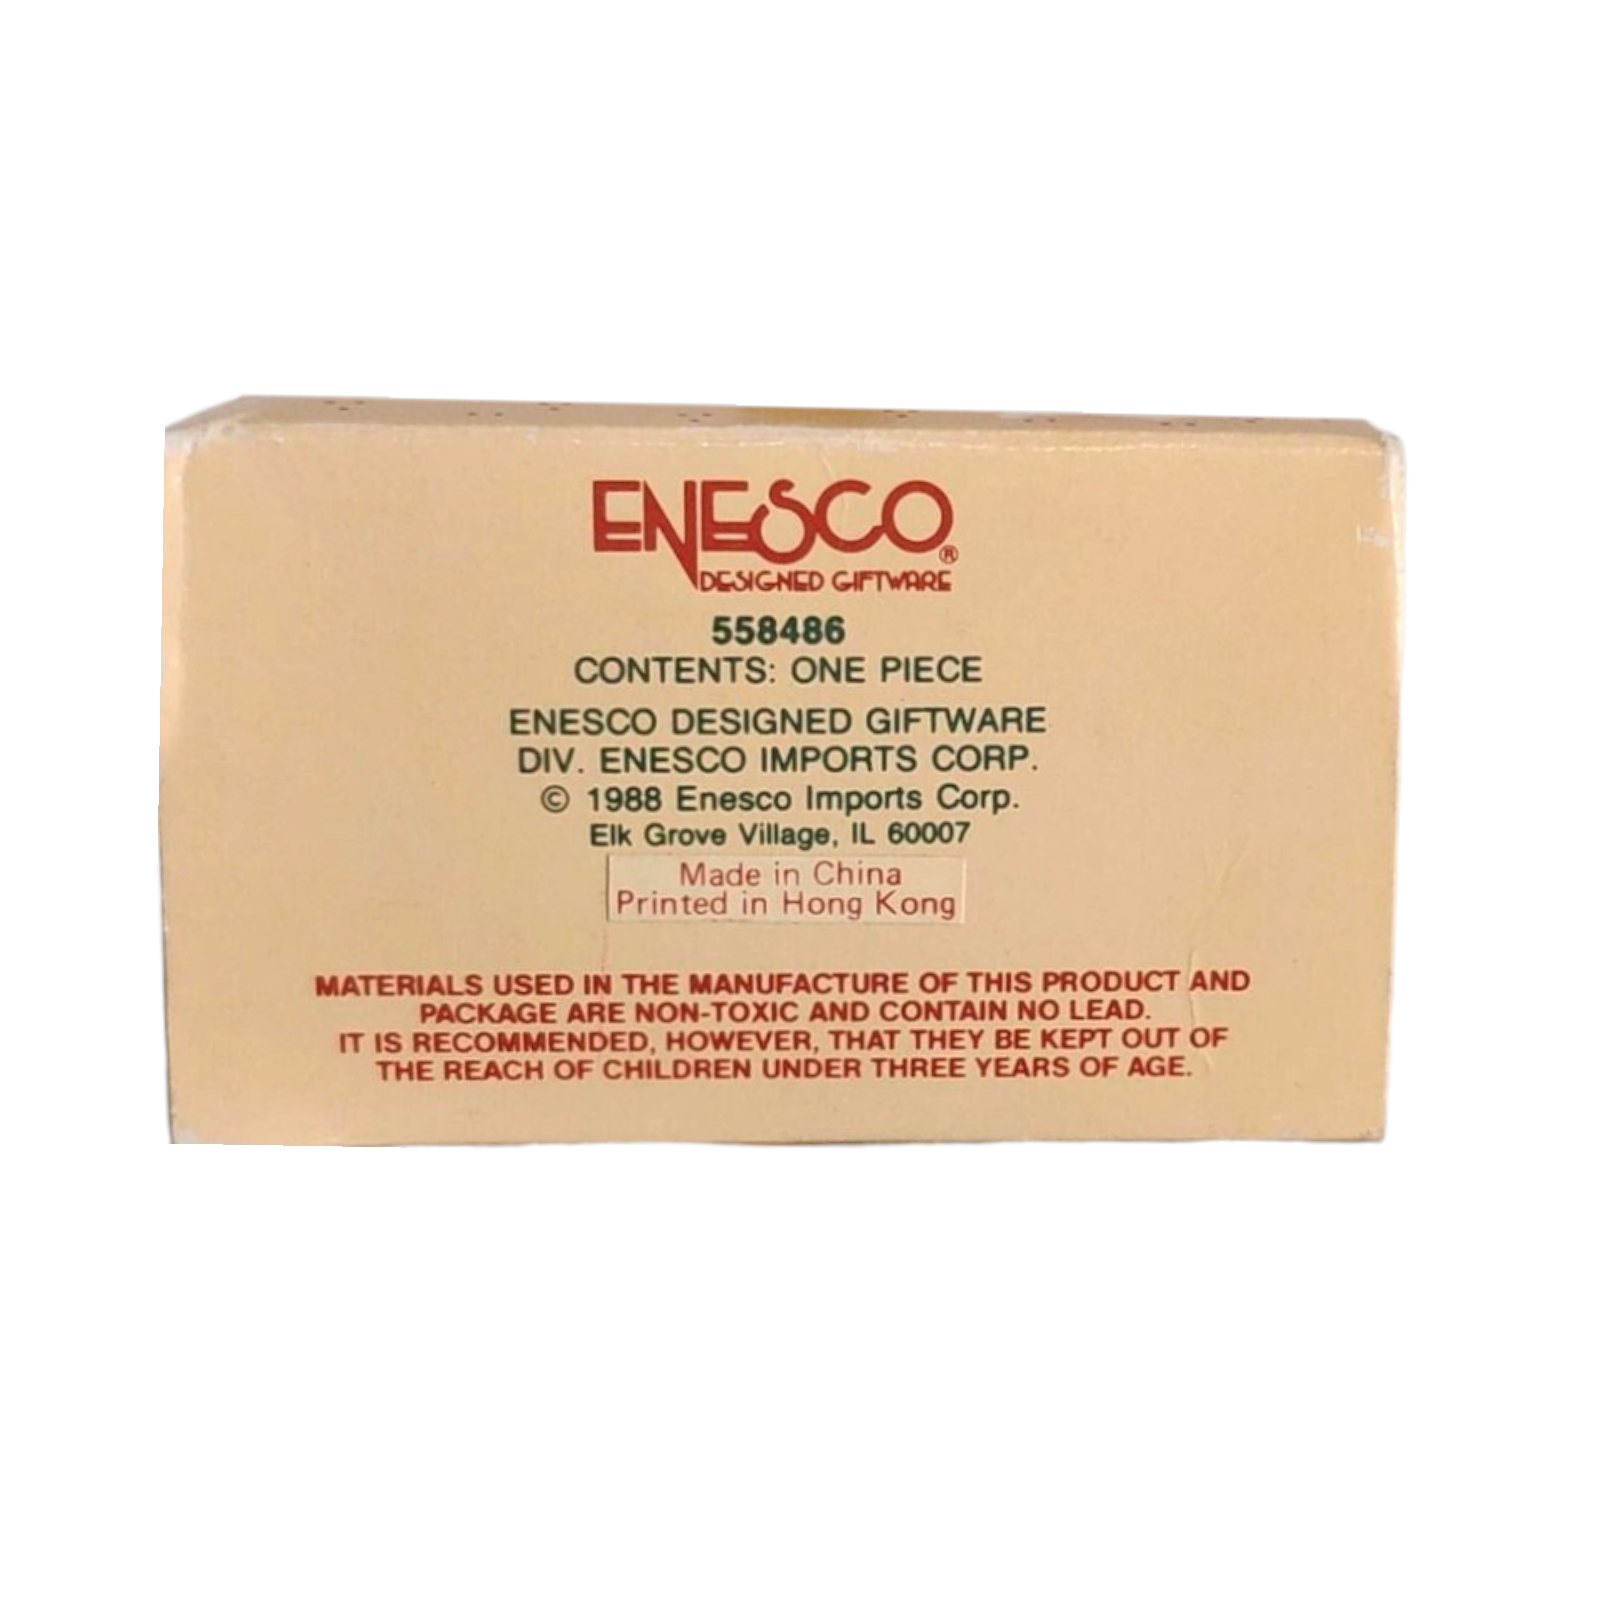 ENESCO®
DESIGNED GIFTWARE
558486
CONTENTS: ONE PIECE
ENESCO DESIGNED GIFTWARE
DIV. ENESCO IMPORTS CORP.
© 1988 Enesco Imports Corp.
Elk Grove Village, IL 60007
Made in China
Printed in Hong Kong
MATERIALS USED IN THE MANUFACTURE OF THIS PRODUCT AND
PACKAGE ARE NON-TOXIC AND CONTAIN NO LEAD.
IT IS RECOMMENDED, HOWEVER, THAT THEY BE KEPT OUT OF
THE REACH OF CHILDREN UNDER THREE YEARS OF AGE.